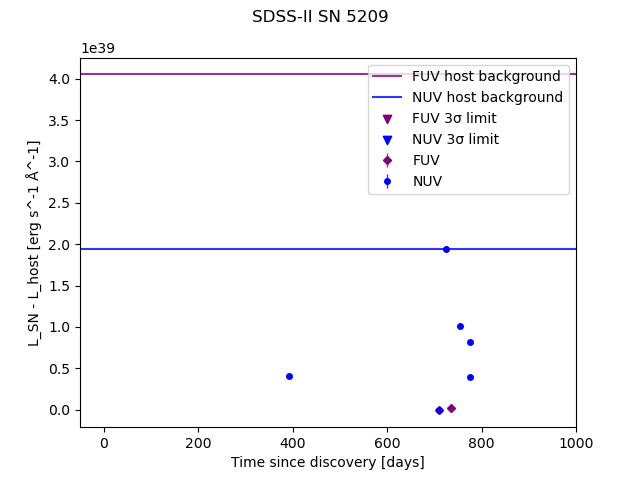 SDSS-II SN 5209
1e39
FUV host background
NUV host background
FUV 3σ limit
NUV 3σ limit
FUV
NUV
L_SN - L_host [erg s^-1 Å^-1]
4.0
3.5
3.0
2.5
2.0
1.5
1.0
0.5
0.0
0 200 400 600 800 1000
Time since discovery [days]